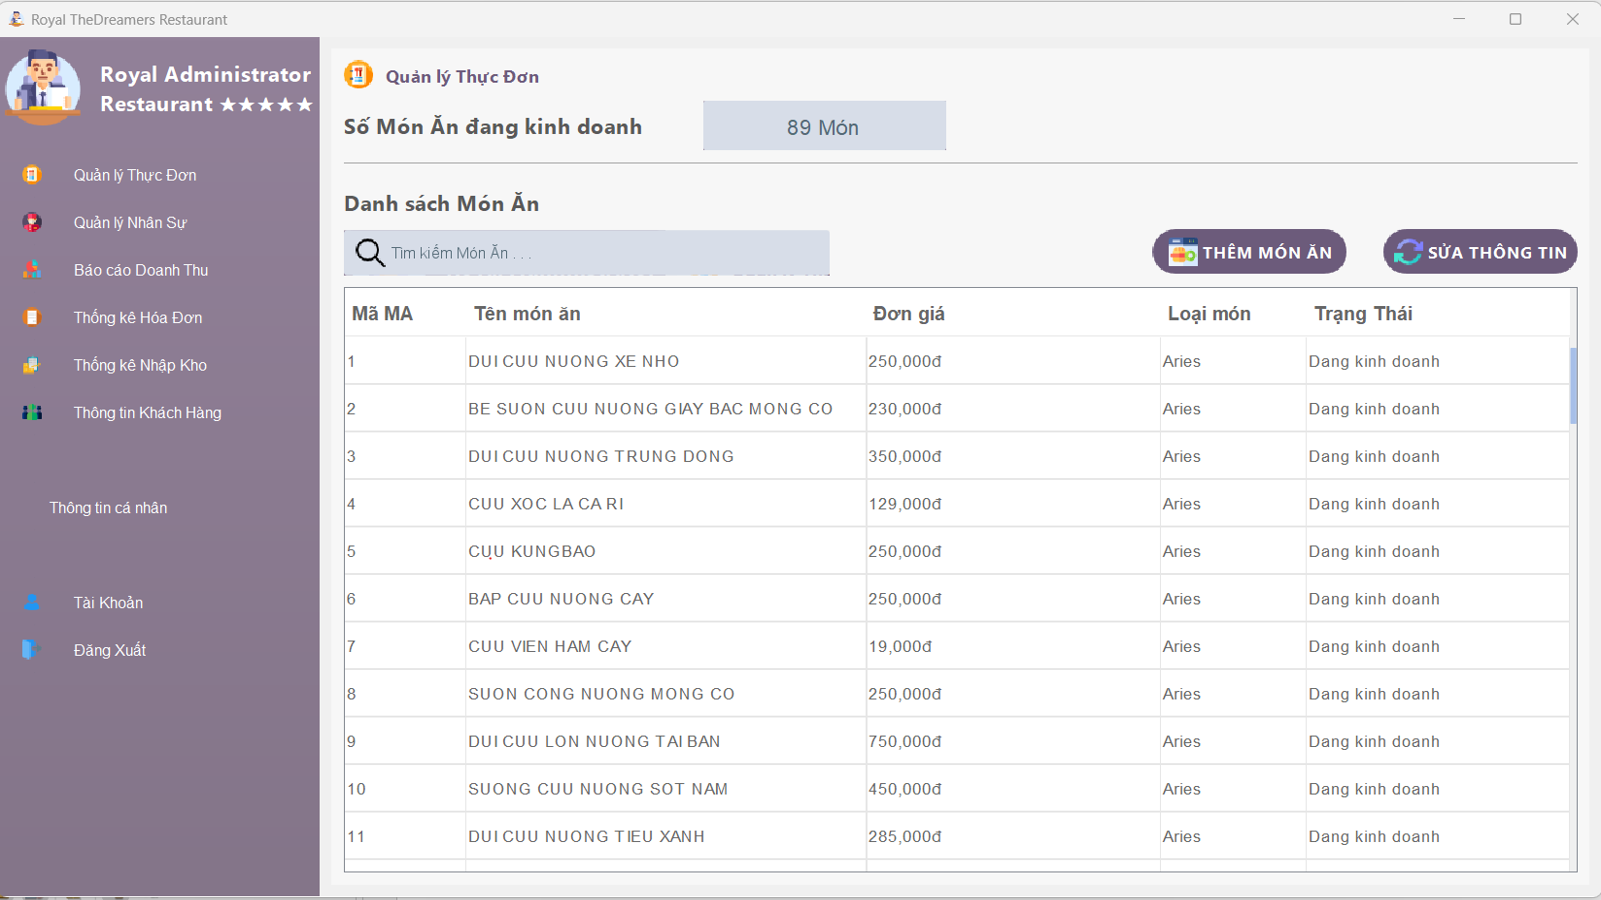 Royal TheDreamers Restaurant
Royal Administrator
Restaurant ★★★★★
Quản lý Thực Đơn
Quản lý Nhân Sự
Báo cáo Doanh Thu
Thống kê Hóa Đơn
Thống kê Nhập Kho
Thông tin Khách Hàng
Thông tin cá nhân
Tài Khoản
Đăng Xuất
Quản lý Thực Đơn
Số Món Ăn đang kinh doanh 89 Món
Danh sách Món Ăn
Tìm kiếm Món Ăn . . . THÊM MÓN ĂN SỬA THÔNG TIN
Mã MA Tên món ăn Đơn giá Loại món Trạng Thái
1 DUI CUU NUONG XE NHO 250,000đ Aries Dang kinh doanh
2 BE SUON CUU NUONG GIAY BAC MONG CO 230,000đ Aries Dang kinh doanh
3 DUI CUU NUONG TRUNG DONG 350,000đ Aries Dang kinh doanh
4 CUU XOC LA CA RI 129,000đ Aries Dang kinh doanh
5 CUU KUNGBAO 250,000đ Aries Dang kinh doanh
6 BAP CUU NUONG CAY 250,000đ Aries Dang kinh doanh
7 CUU VIEN HAM CAY 19,000đ Aries Dang kinh doanh
8 SUON CONG NUONG MONG CO 250,000đ Aries Dang kinh doanh
9 DUI CUU LON NUONG TAI BAN 750,000đ Aries Dang kinh doanh
10 SUONG CUU NUONG SOT NAM 450,000đ Aries Dang kinh doanh
11 DUI CUU NUONG TIEU XANH 285,000đ Aries Dang kinh doanh